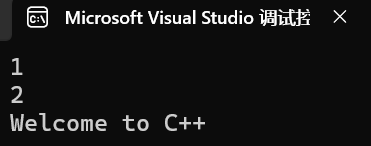 Microsoft Visual Studio 调试控
1
2
Welcome to C++